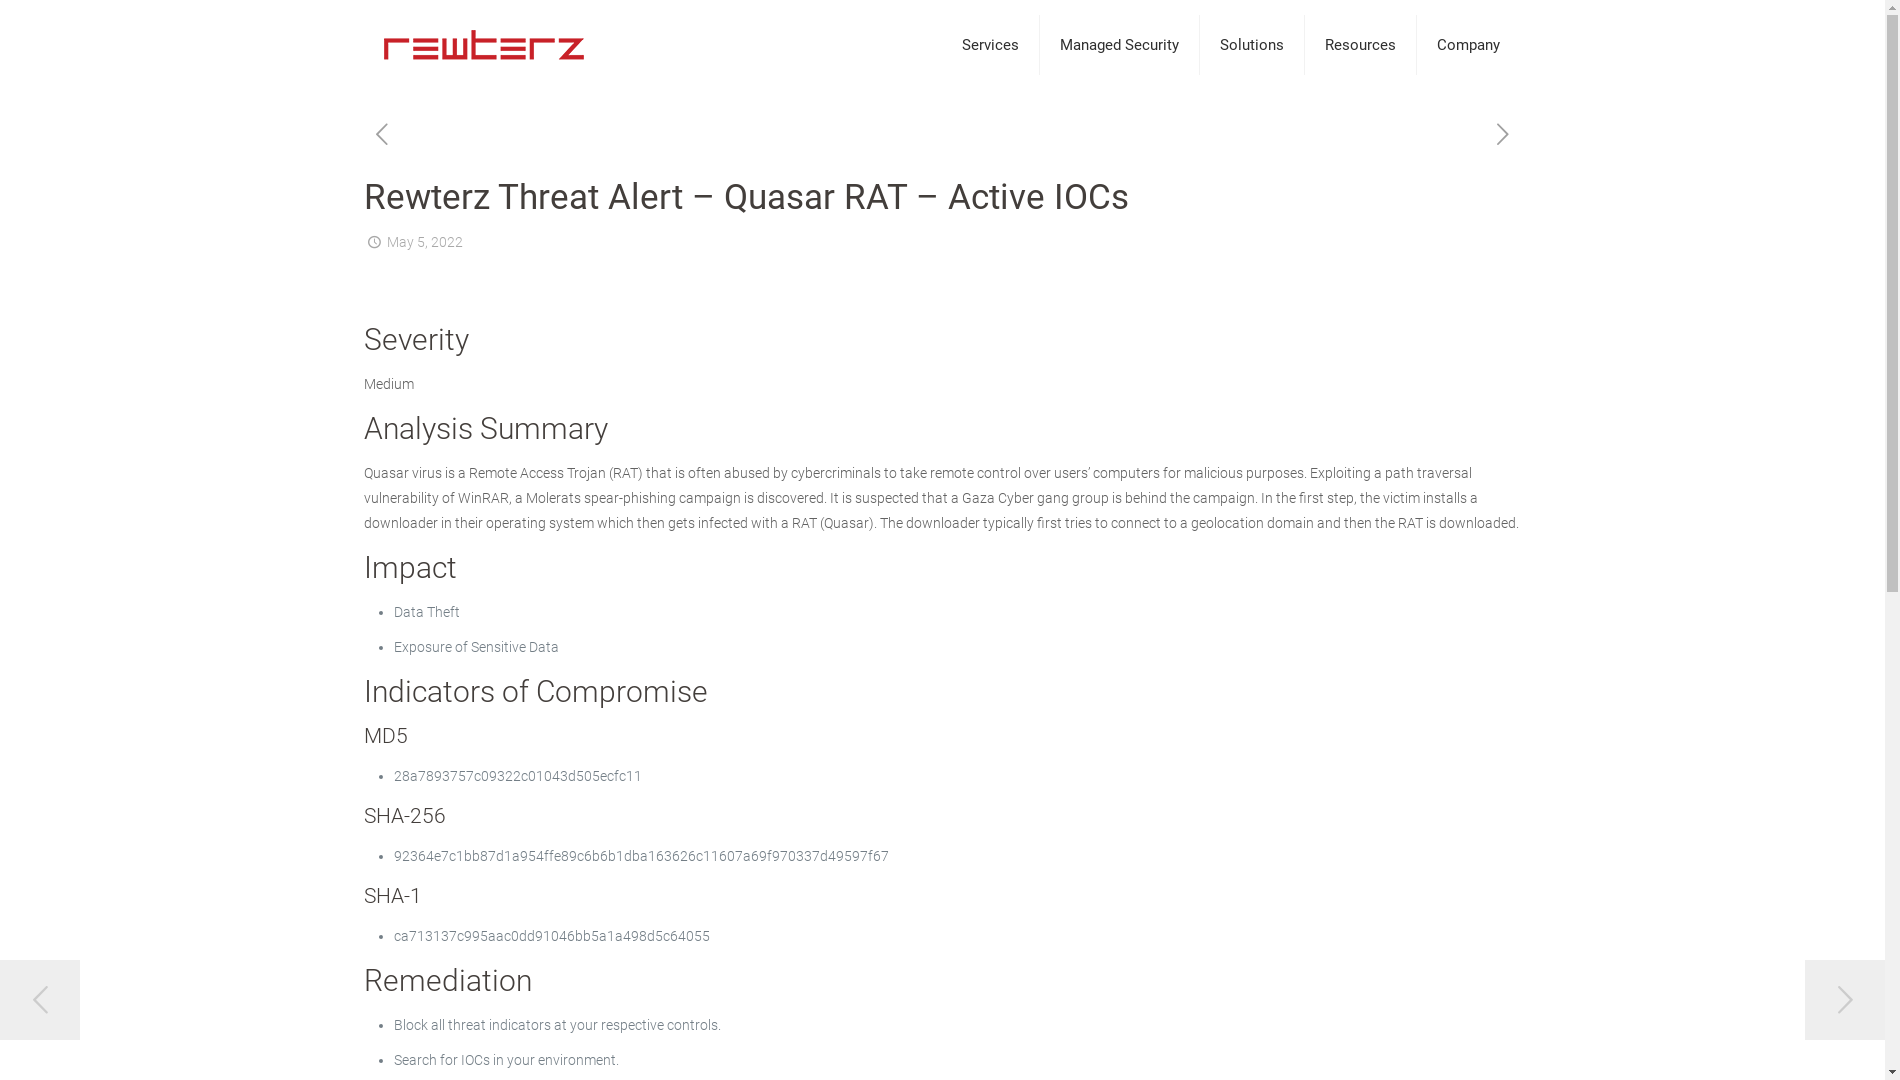 rewterz
Services
Managed Security
Solutions
Resources
Company
Rewterz Threat Alert – Quasar RAT – Active IOCs
May 5, 2022
Severity
Medium
Analysis Summary
Quasar virus is a Remote Access Trojan (RAT) that is often abused by cybercriminals to take remote control over users’ computers for malicious purposes. Exploiting a path traversal
vulnerability of WinRAR, a Molerats spear-phishing campaign is discovered. It is suspected that a Gaza Cyber gang group is behind the campaign. In the first step, the victim installs a
downloader in their operating system which then gets infected with a RAT (Quasar). The downloader typically first tries to connect to a geolocation domain and then the RAT is downloaded.
Impact
• Data Theft
• Exposure of Sensitive Data
Indicators of Compromise
MD5
• 28a7893757c09322c01043d505ecfc11
SHA-256
• 92364e7c1bb87d1a954ffe89c6b6b1dba163626c11607a69f970337d49597f67
SHA-1
• ca713137c995aac0dd91046bb5a1a498d5c64055
Remediation
• Block all threat indicators at your respective controls.
• Search for IOCs in your environment.